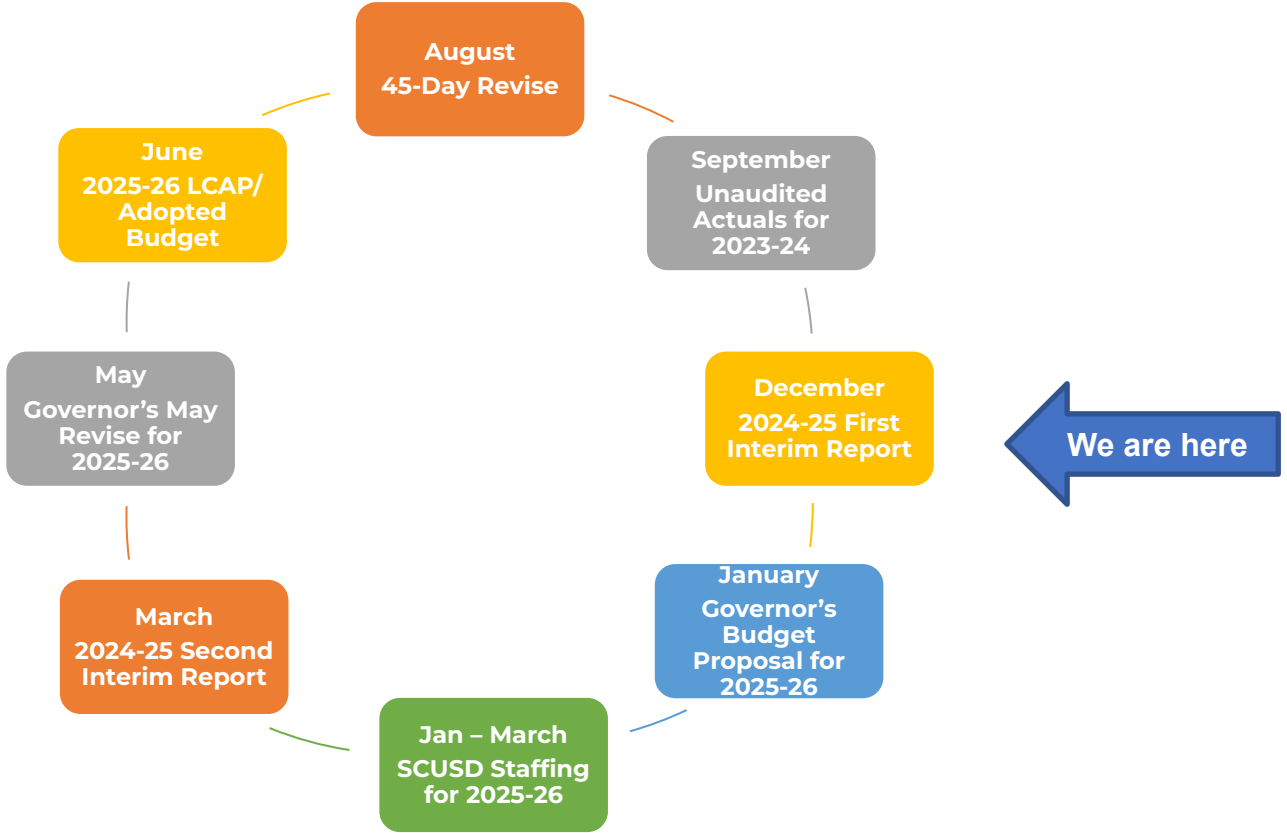 August
45-Day Revise
September
Unaudited
Actuals for
2023-24
December
2024-25 First
Interim Report
We are here
January
Governor’s
Budget
Proposal for
2025-26
Jan – March
SCUSD Staffing
for 2025-26
March
2024-25 Second
Interim Report
May
Governor’s May
Revise for
2025-26
June
2025-26 LCAP/
Adopted
Budget